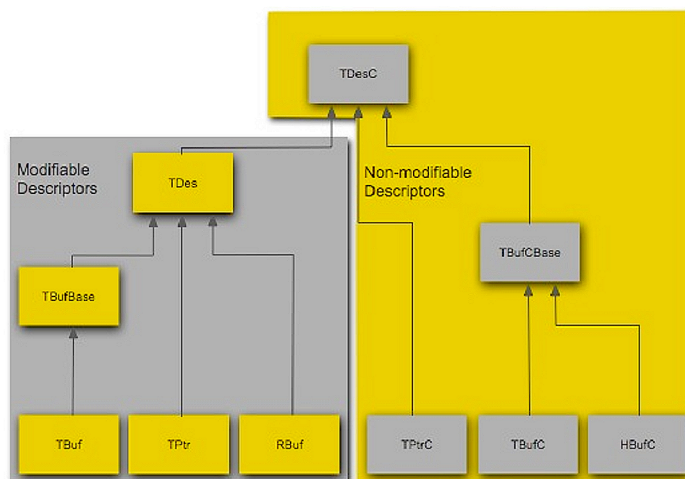 TDesC
Modifiable
Descriptors
TDes
Non-modifiable
Descriptors
TBufCBase
TBufBase
TBuf
TPtr
RBuf
TPtrC
TBufC
HBufC